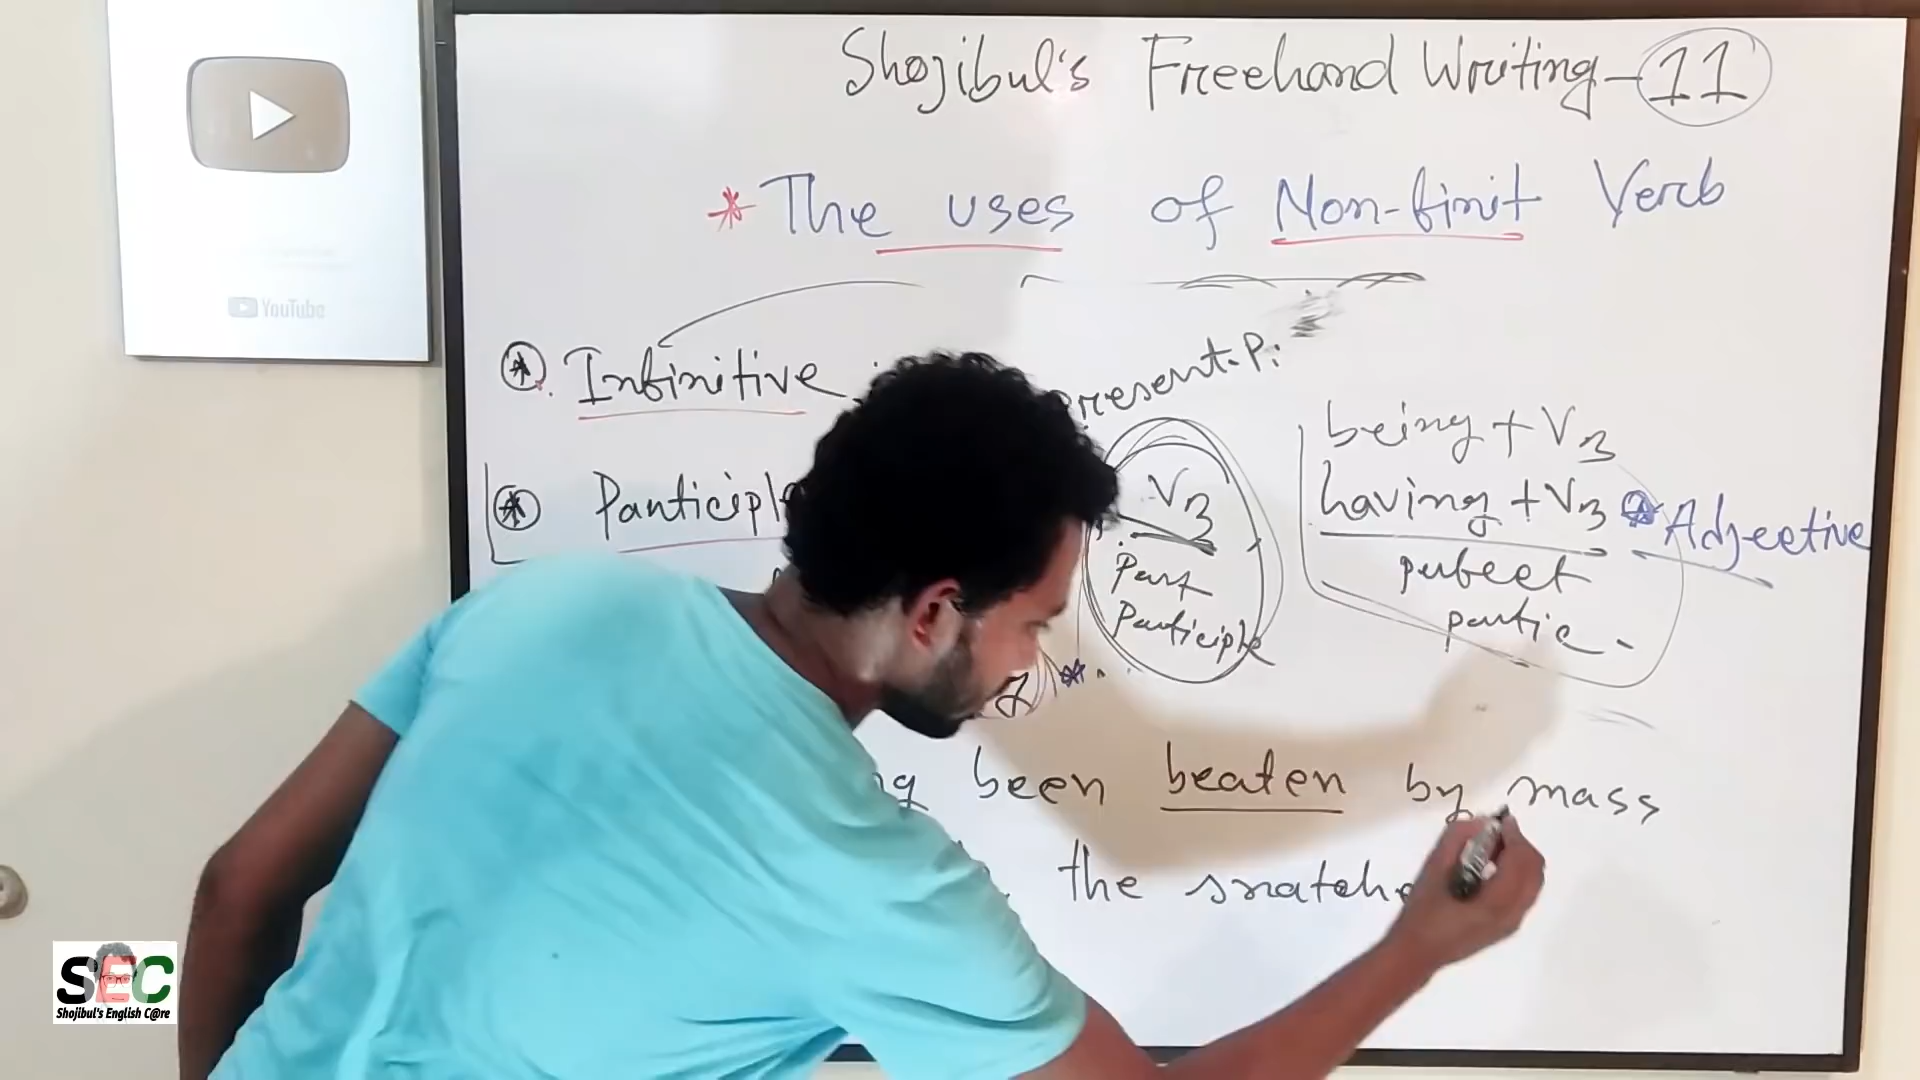 Shojibul's Freehand Writing-11
* The uses of Non-finit Verb
Infinitive
Present.P:
being + V3
Participle
V3
having + V3
Adjective
Past
Participle
perfect
partic-
been beaten by mass
the snatche
YouTube
SEC
Shojibul's English C@re